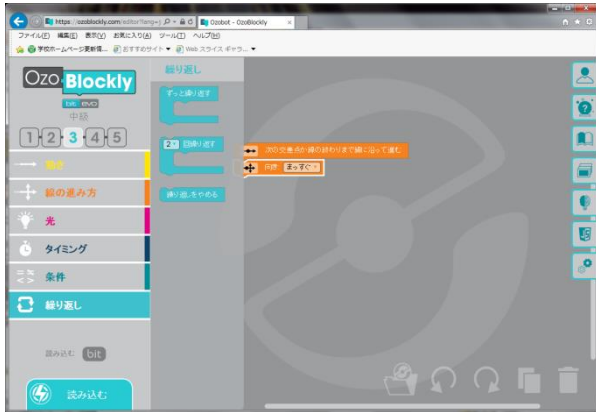 https://ozoblockly.com/editor?lang=j
Ozobot - OzoBlockly
ファイル(F) 編集(E) 表示(V) お気に入り(A) ツール(T) ヘルプ(H)
学校ホームページ更新情... おすすめサイト Web スライス ギャラ...
Ozo Blockly
bit evo
中級
1 2 3 4 5
動き
線の進み方
光
タイミング
条件
繰り返し
読み込む bit
読み込む
繰り返し
ずっと繰り返す
2 回繰り返す
繰り返しをやめる
次の交差点か線の終わりまで線に沿って進む
方向: まっすぐ